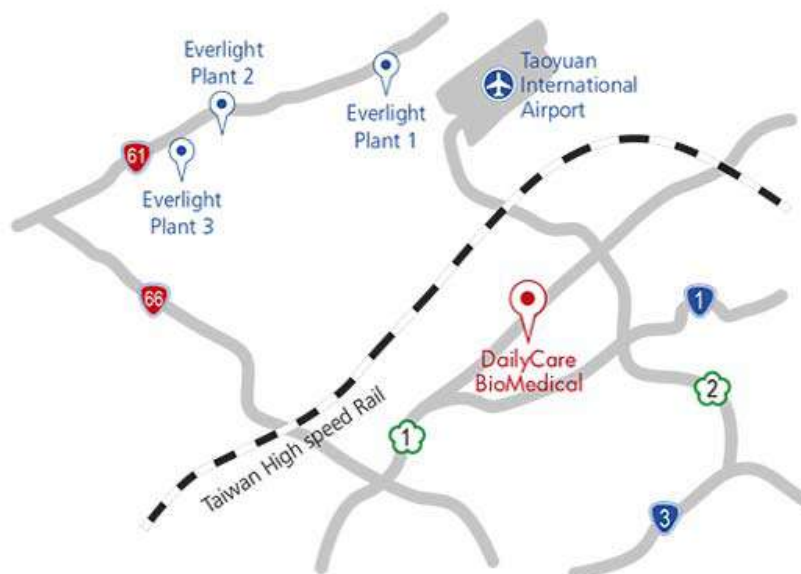 Everlight
Plant 2
Everlight
Plant 1
Taoyuan
International
Airport
61
Everlight
Plant 3
66
1
DailyCare
BioMedical
2
Taiwan High speed Rail
1
3